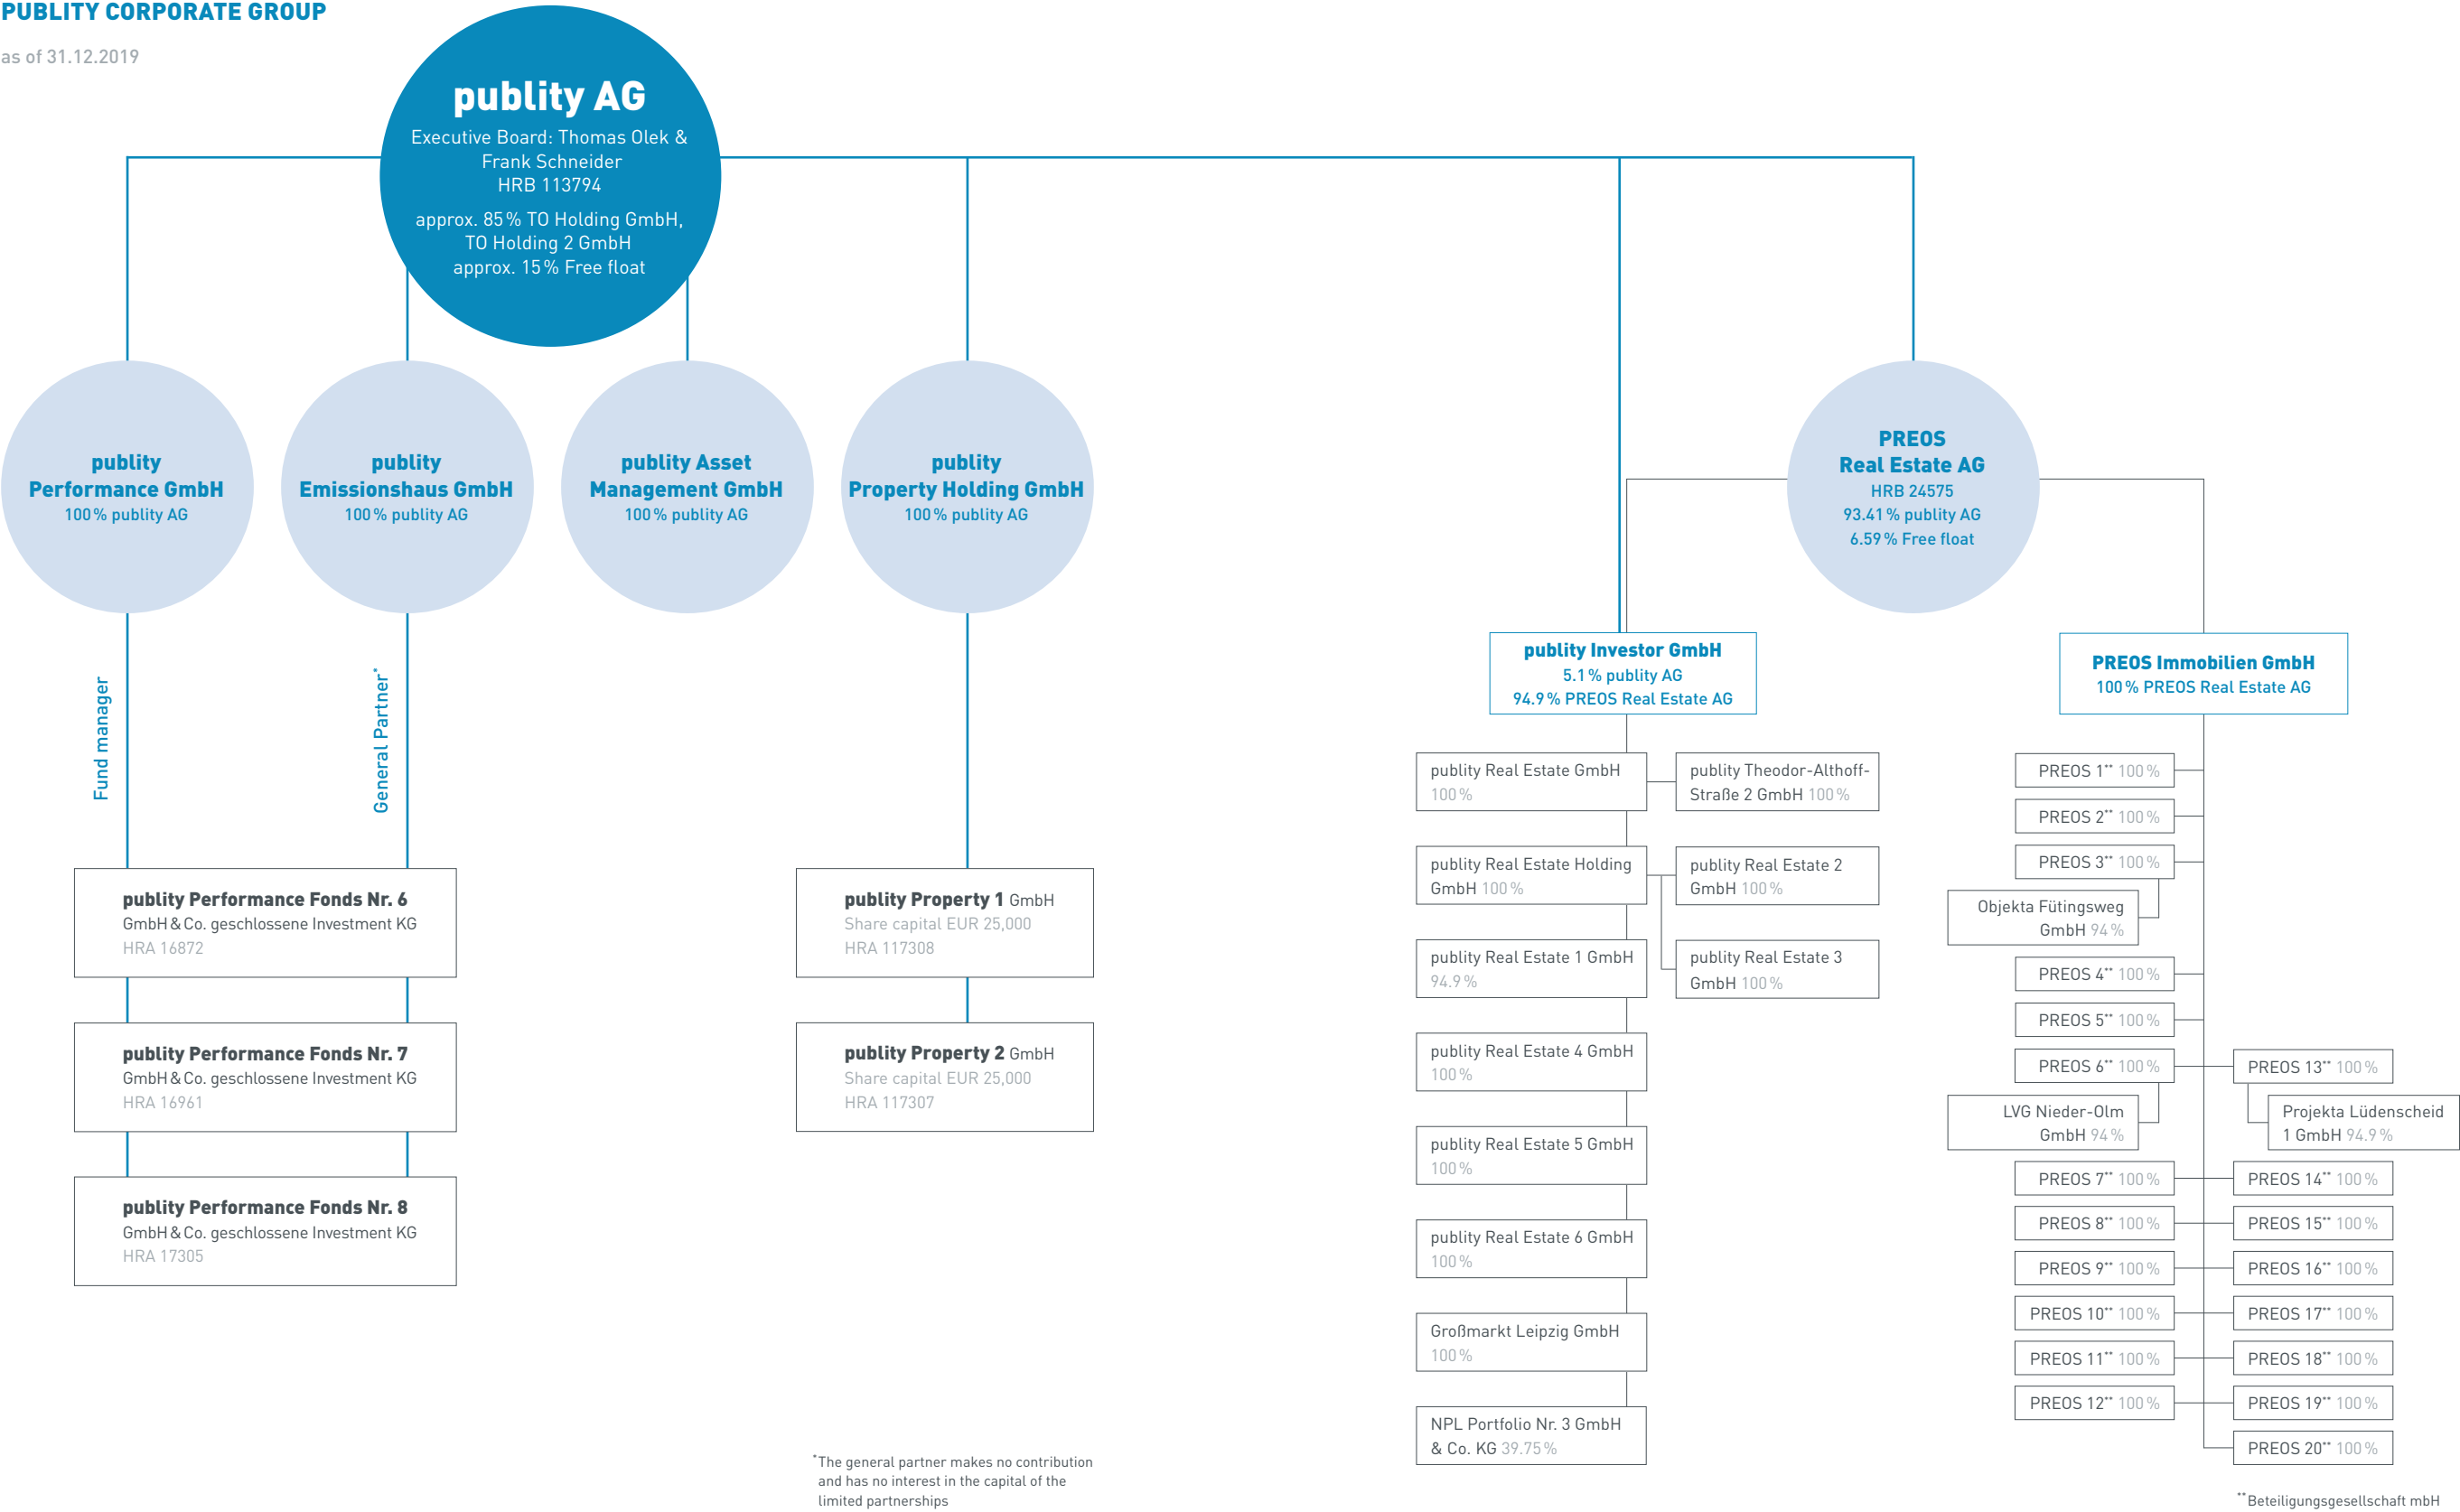 PUBLITY CORPORATE GROUP
as of 31.12.2019
publity AG
Executive Board: Thomas Olek &
Frank Schneider
HRB 113794
approx. 85% TO Holding GmbH,
TO Holding 2 GmbH
approx. 15% Free float
publity
Performance GmbH
100% publity AG
publity
Emissionshaus GmbH
100% publity AG
publity Asset
Management GmbH
100% publity AG
publity
Property Holding GmbH
100% publity AG
PREOS
Real Estate AG
HRB 24575
93.41% publity AG
6.59% Free float
Fund manager
General Partner*
publity Performance Fonds Nr. 6
GmbH & Co. geschlossene Investment KG
HRA 16872
publity Performance Fonds Nr. 7
GmbH & Co. geschlossene Investment KG
HRA 16961
publity Performance Fonds Nr. 8
GmbH & Co. geschlossene Investment KG
HRA 17305
publity Property 1 GmbH
Share capital EUR 25,000
HRA 117308
publity Property 2 GmbH
Share capital EUR 25,000
HRA 117307
publity Investor GmbH
5.1% publity AG
94.9% PREOS Real Estate AG
publity Real Estate GmbH
100%
publity Theodor-Althoff-
Straße 2 GmbH 100%
publity Real Estate Holding
GmbH 100%
publity Real Estate 2
GmbH 100%
publity Real Estate 1 GmbH
94.9%
publity Real Estate 3
GmbH 100%
publity Real Estate 4 GmbH
100%
publity Real Estate 5 GmbH
100%
publity Real Estate 6 GmbH
100%
Großmarkt Leipzig GmbH
100%
NPL Portfolio Nr. 3 GmbH
& Co. KG 39.75%
PREOS Immobilien GmbH
100% PREOS Real Estate AG
PREOS 1** 100%
PREOS 2** 100%
PREOS 3** 100%
Objekta Fütingsweg
GmbH 94%
PREOS 4** 100%
PREOS 5** 100%
PREOS 6** 100%
PREOS 13** 100%
LVG Nieder-Olm
GmbH 94%
Projekta Lüdenscheid
1 GmbH 94.9%
PREOS 7** 100%
PREOS 14** 100%
PREOS 8** 100%
PREOS 15** 100%
PREOS 9** 100%
PREOS 16** 100%
PREOS 10** 100%
PREOS 17** 100%
PREOS 11** 100%
PREOS 18** 100%
PREOS 12** 100%
PREOS 19** 100%
PREOS 20** 100%
*The general partner makes no contribution
and has no interest in the capital of the
limited partnerships
**Beteiligungsgesellschaft mbH